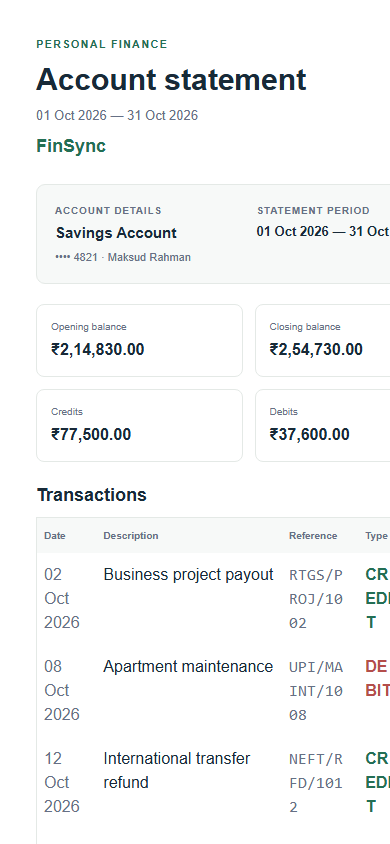 PERSONAL FINANCE
Account statement
01 Oct 2026 — 31 Oct 2026
FinSync
ACCOUNT DETAILS
STATEMENT PERIOD
Savings Account
01 Oct 2026 — 31 Oct
•••• 4821 · Maksud Rahman
Opening balance
Closing balance
₹2,14,830.00
₹2,54,730.00
Credits
Debits
₹77,500.00
₹37,600.00
Transactions
Date Description Reference Type
02 Business project payout RTGS/P CR
Oct ROJ/10 EDI
2026 02 T
08 Apartment maintenance UPI/MA DE
Oct INT/10 BIT
2026 08
12 International transfer NEFT/R CR
Oct refund FD/101 EDI
2026 2 T